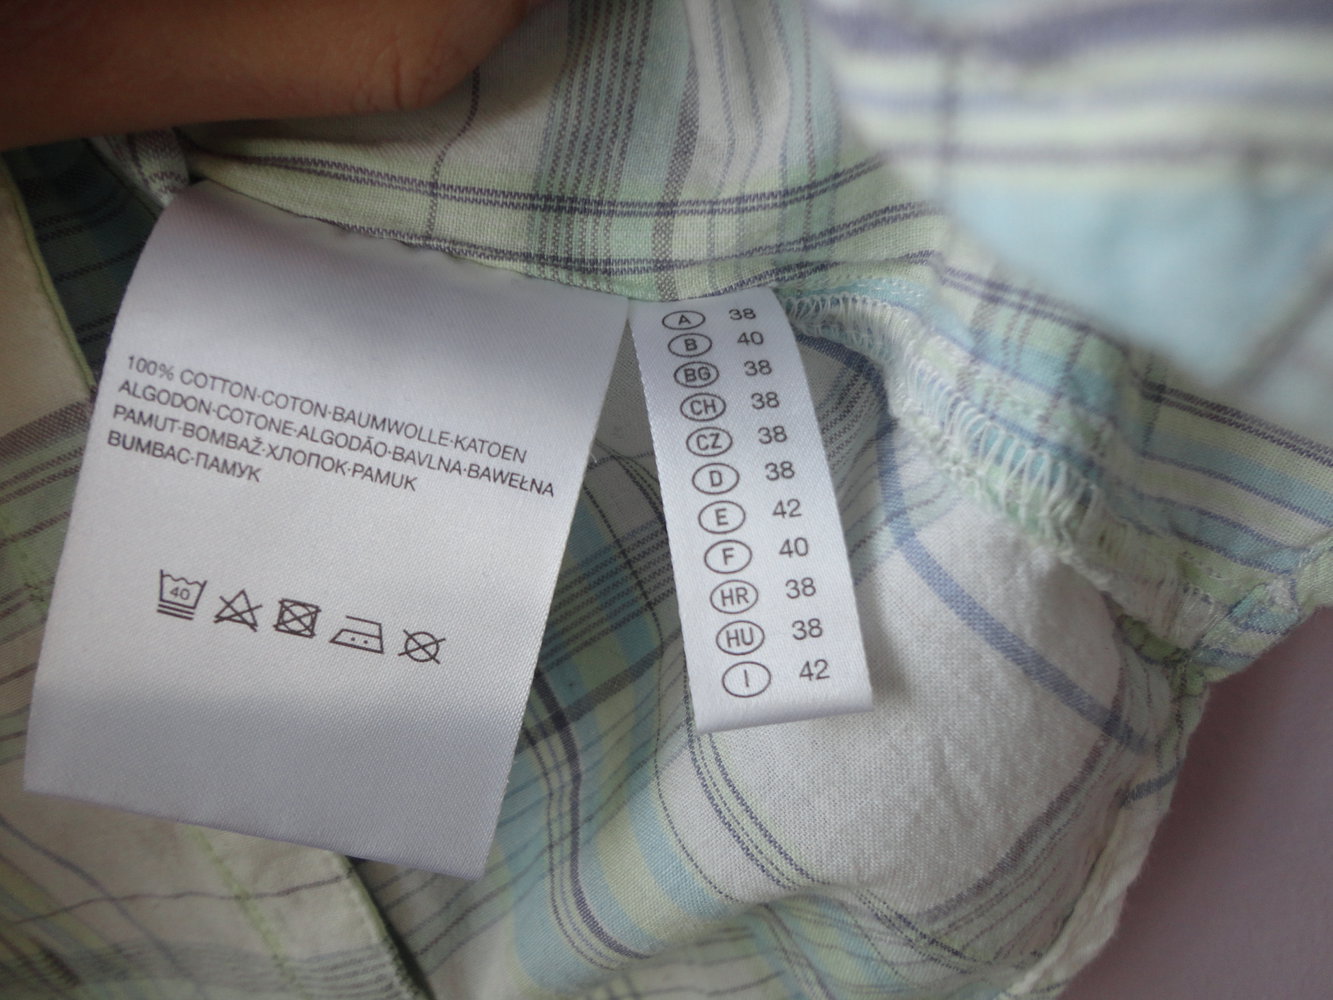 100% COTTON·COTON·BAUMWOLLE·KATOEN
ALGODON·COTONE·ALGODÃO·BAVLNA·BAWEŁNA
PAMUT·BOMBAŽ·ХЛОПОК·PAMUK
BUMBAC·ПАМУК
40
A 38
B 40
BG 38
CH 38
CZ 38
D 38
E 42
F 40
HR 38
HU 38
I 42